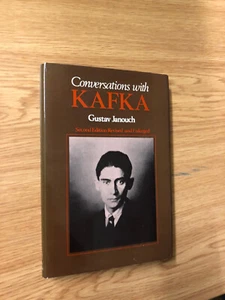 Conversations with
KAFKA
Gustav Janouch
Second Edition Revised and Enlarged